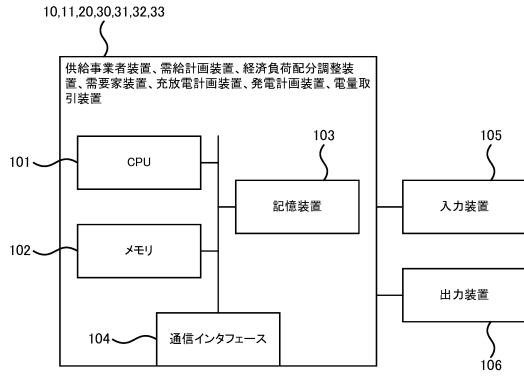 10,11,20,30,31,32,33
供給事業者装置、需給計画装置、経済負荷配分調整装
置、需要家装置、充放電計画装置、発電計画装置、電量取
引装置
103
105
101
CPU
記憶装置
入力装置
102
メモリ
出力装置
104
通信インタフェース
106